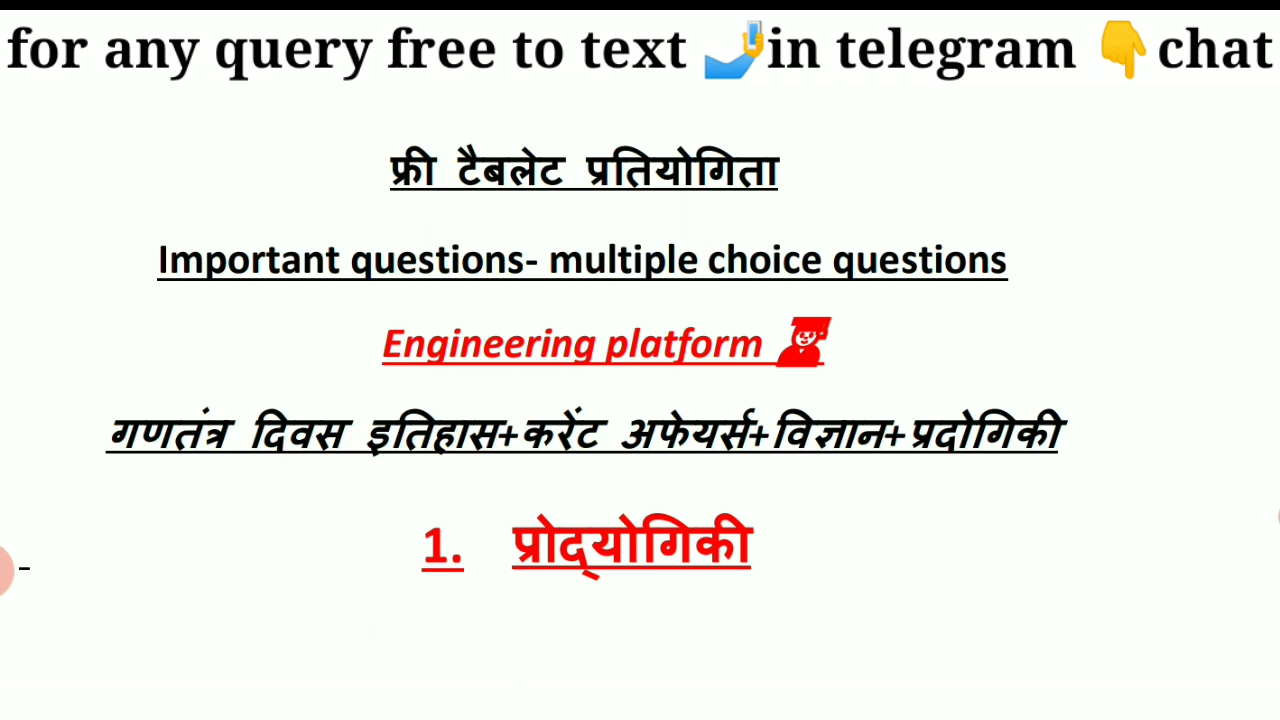 for any query free to text 🤳in telegram 👇chat
फ्री टैबलेट प्रतियोगिता
Important questions- multiple choice questions
Engineering platform 👨‍🎓
गणतंत्र दिवस इतिहास+करेंट अफेयर्स+विज्ञान+प्रदोगिकी
1. प्रोद्‌योगिकी